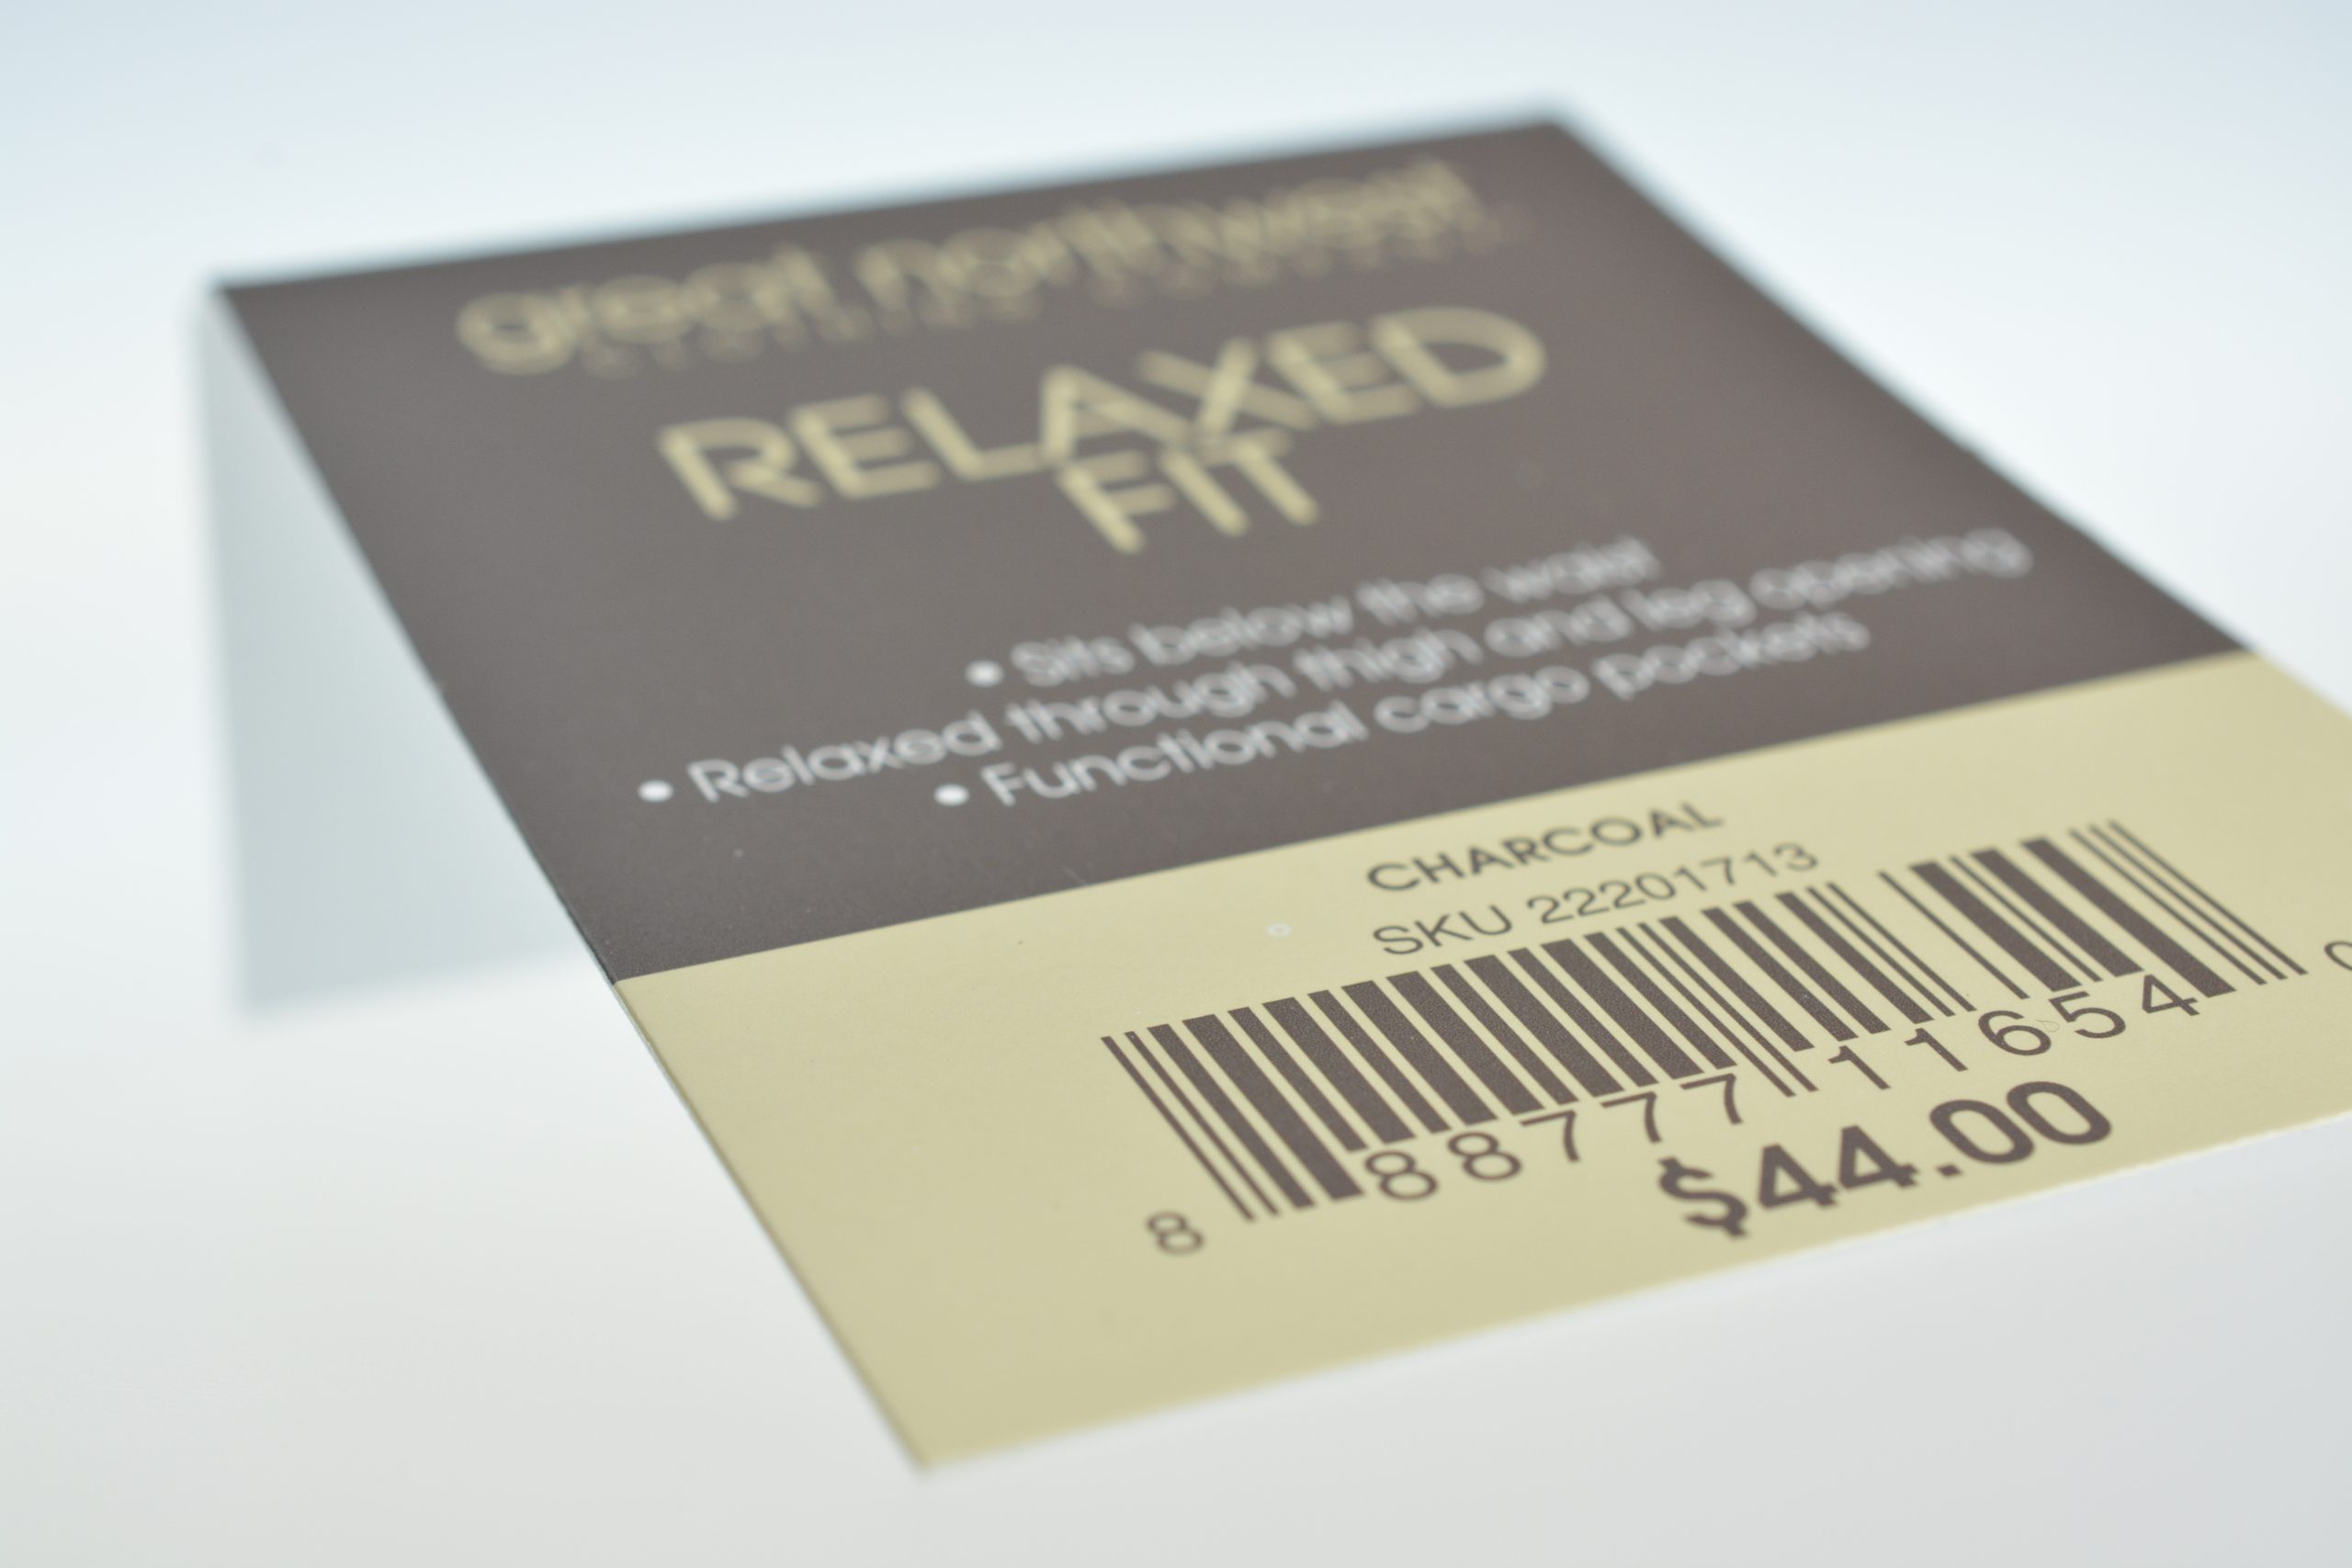 great northwest
RELAXED
FIT
• Sits below the waist
• Relaxed through thigh and leg opening
• Functional cargo pockets
CHARCOAL
SKU 22201713
8 88777 11654 0
$44.00